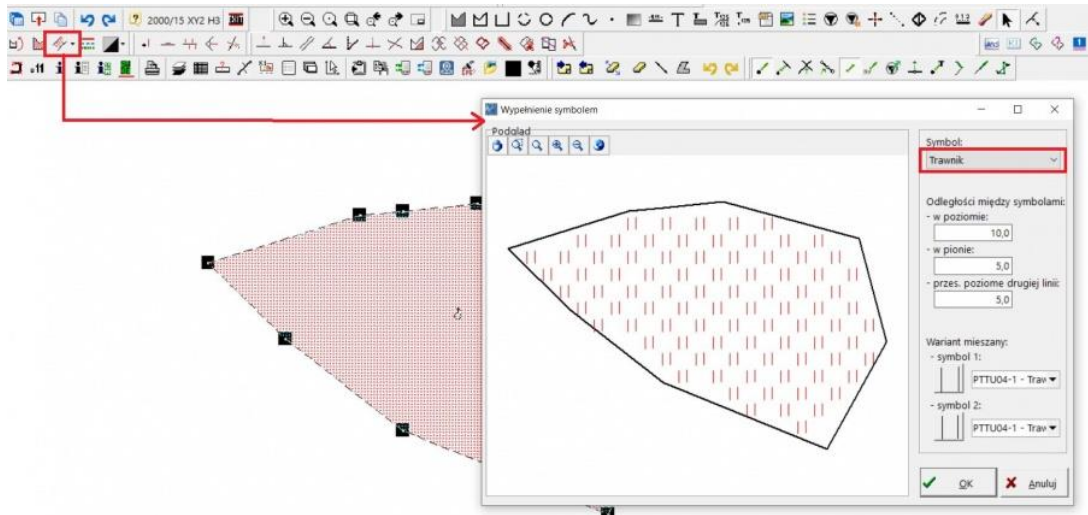 2000/15 XY2 H3
Wypełnienie symbolem
Podgląd
Symbol:
Trawnik
Odległości między symbolami:
- w poziomie:
10,0
- w pionie:
5,0
- przes. poziome drugiej linii:
5,0
Wariant mieszany:
- symbol 1:
PTTU04-1 - Traw
- symbol 2:
PTTU04-1 - Traw
OK
Anuluj